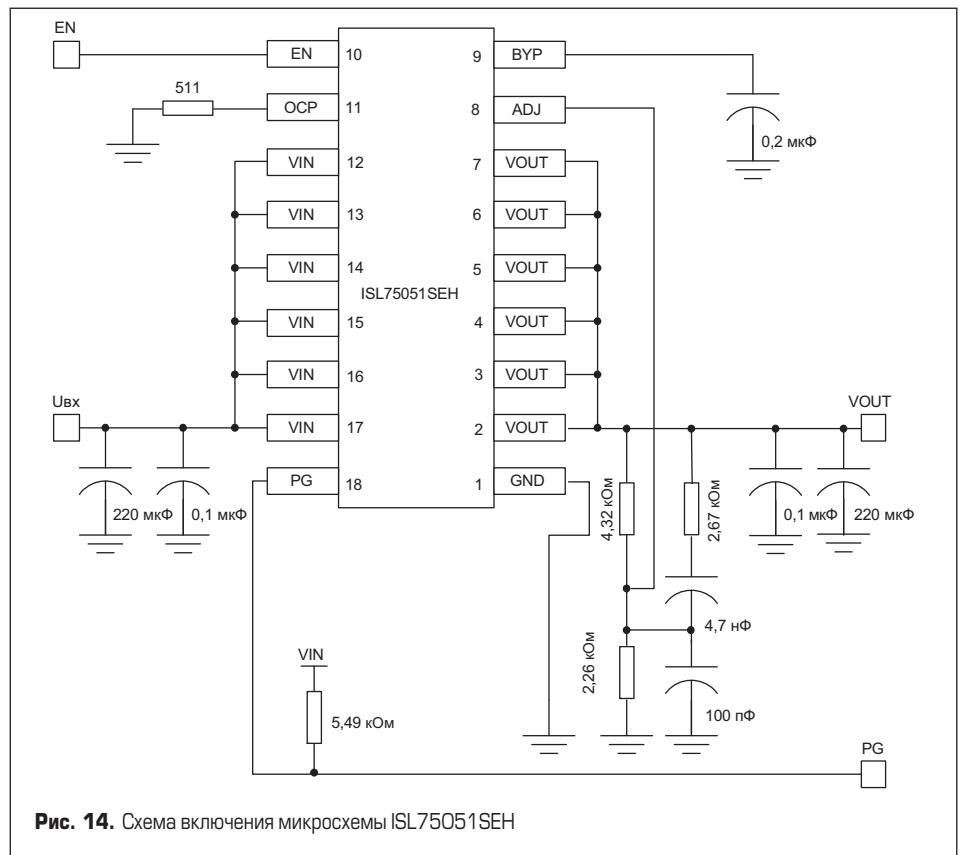 EN
EN 10 9 BYP
511
OCP 11 8 ADJ
0,2 мкФ
VIN 12 7 VOUT
VIN 13 6 VOUT
VIN 14 5 VOUT
ISL75051SEH
VIN 15 4 VOUT
VIN 16 3 VOUT
Uвх VOUT
VIN 17 2 VOUT
PG 18 1 GND
220 мкФ 0,1 мкФ 4,32 кОм 2,67 кОм 0,1 мкФ 220 мкФ
4,7 нФ
VIN 2,26 кОм
100 пФ
5,49 кОм
PG
Рис. 14. Схема включения микросхемы ISL75051SEH